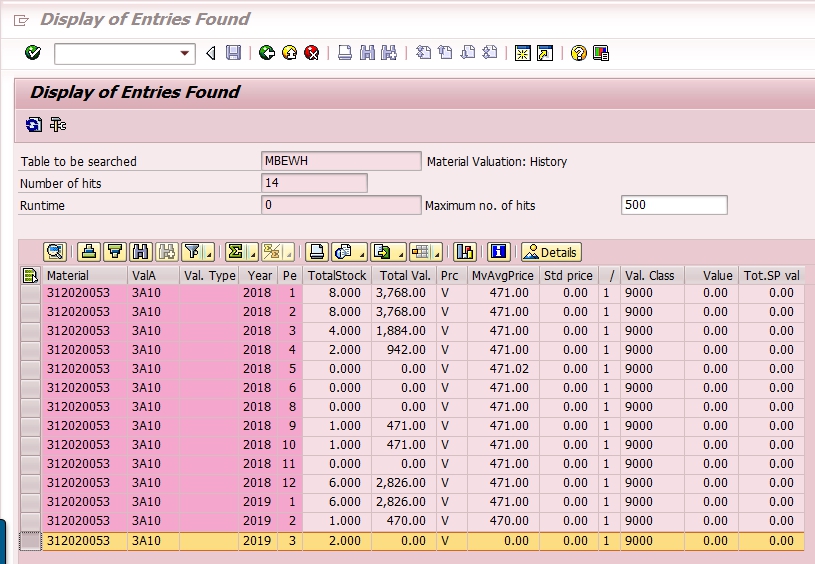 Display of Entries Found
Display of Entries Found
Table to be searched MBEWH Material Valuation: History
Number of hits 14
Runtime 0 Maximum no. of hits 500
Details
Material ValA Val. Type Year Pe TotalStock Total Val. Prc MvAvgPrice Std price / Val. Class Value Tot.SP val
312020053 3A10 2018 1 8.000 3,768.00 V 471.00 0.00 1 9000 0.00 0.00
312020053 3A10 2018 2 8.000 3,768.00 V 471.00 0.00 1 9000 0.00 0.00
312020053 3A10 2018 3 4.000 1,884.00 V 471.00 0.00 1 9000 0.00 0.00
312020053 3A10 2018 4 2.000 942.00 V 471.00 0.00 1 9000 0.00 0.00
312020053 3A10 2018 5 0.000 0.00 V 471.02 0.00 1 9000 0.00 0.00
312020053 3A10 2018 6 0.000 0.00 V 471.00 0.00 1 9000 0.00 0.00
312020053 3A10 2018 8 0.000 0.00 V 471.00 0.00 1 9000 0.00 0.00
312020053 3A10 2018 9 1.000 471.00 V 471.00 0.00 1 9000 0.00 0.00
312020053 3A10 2018 10 1.000 471.00 V 471.00 0.00 1 9000 0.00 0.00
312020053 3A10 2018 11 0.000 0.00 V 471.00 0.00 1 9000 0.00 0.00
312020053 3A10 2018 12 6.000 2,826.00 V 471.00 0.00 1 9000 0.00 0.00
312020053 3A10 2019 1 6.000 2,826.00 V 471.00 0.00 1 9000 0.00 0.00
312020053 3A10 2019 2 1.000 470.00 V 470.00 0.00 1 9000 0.00 0.00
312020053 3A10 2019 3 2.000 0.00 V 0.00 0.00 1 9000 0.00 0.00